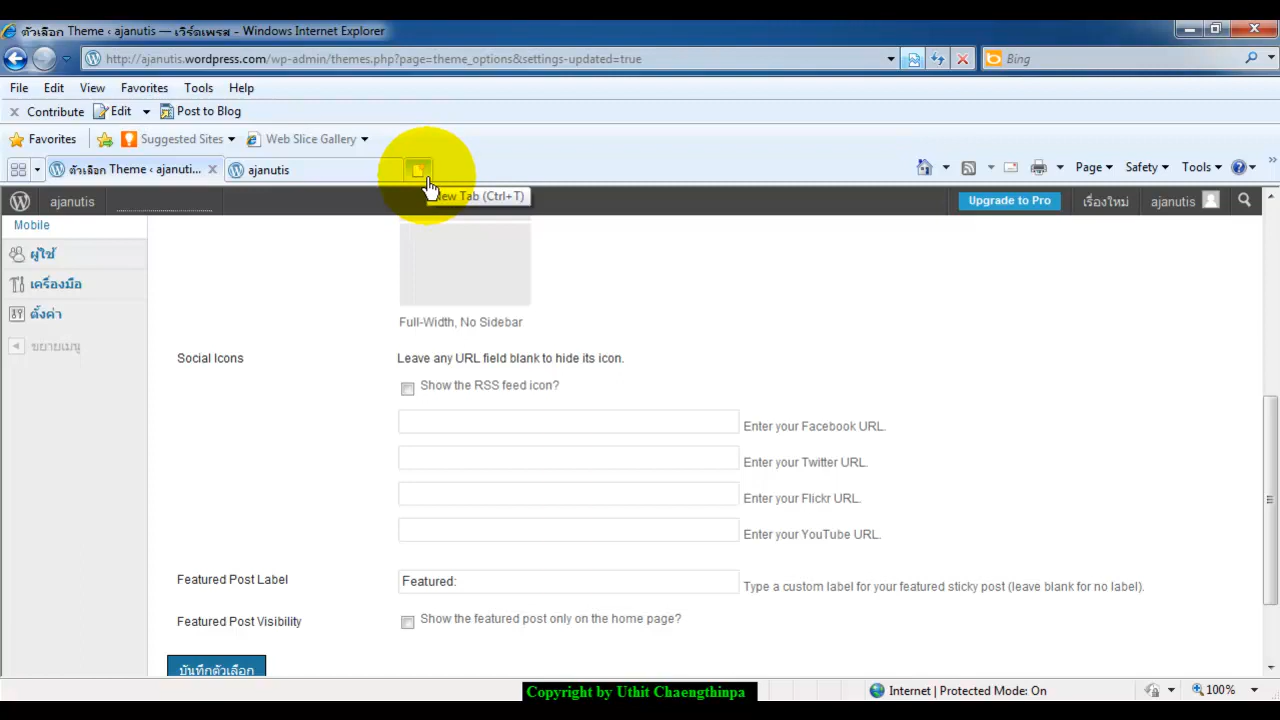 ตัวเลือก Theme ‹ ajanutis — เวิร์ดเพรส - Windows Internet Explorer
http://ajanutis.wordpress.com/wp-admin/themes.php?page=theme_options&settings-updated=true
Bing
File Edit View Favorites Tools Help
Contribute Edit Post to Blog
Favorites Suggested Sites Web Slice Gallery
ตัวเลือก Theme ‹ ajanuti... ajanutis Page Safety Tools
New Tab (Ctrl+T)
ajanutis Upgrade to Pro เรื่องใหม่ ajanutis
Mobile
ผู้ใช้
เครื่องมือ
ตั้งค่า
ขยายเมนู
Full-Width, No Sidebar
Social Icons Leave any URL field blank to hide its icon.
Show the RSS feed icon?
Enter your Facebook URL.
Enter your Twitter URL.
Enter your Flickr URL.
Enter your YouTube URL.
Featured Post Label Featured: Type a custom label for your featured sticky post (leave blank for no label).
Featured Post Visibility Show the featured post only on the home page?
บันทึกตัวเลือก
Copyright by Uthit Chaengthinpa
Internet | Protected Mode: On 100%